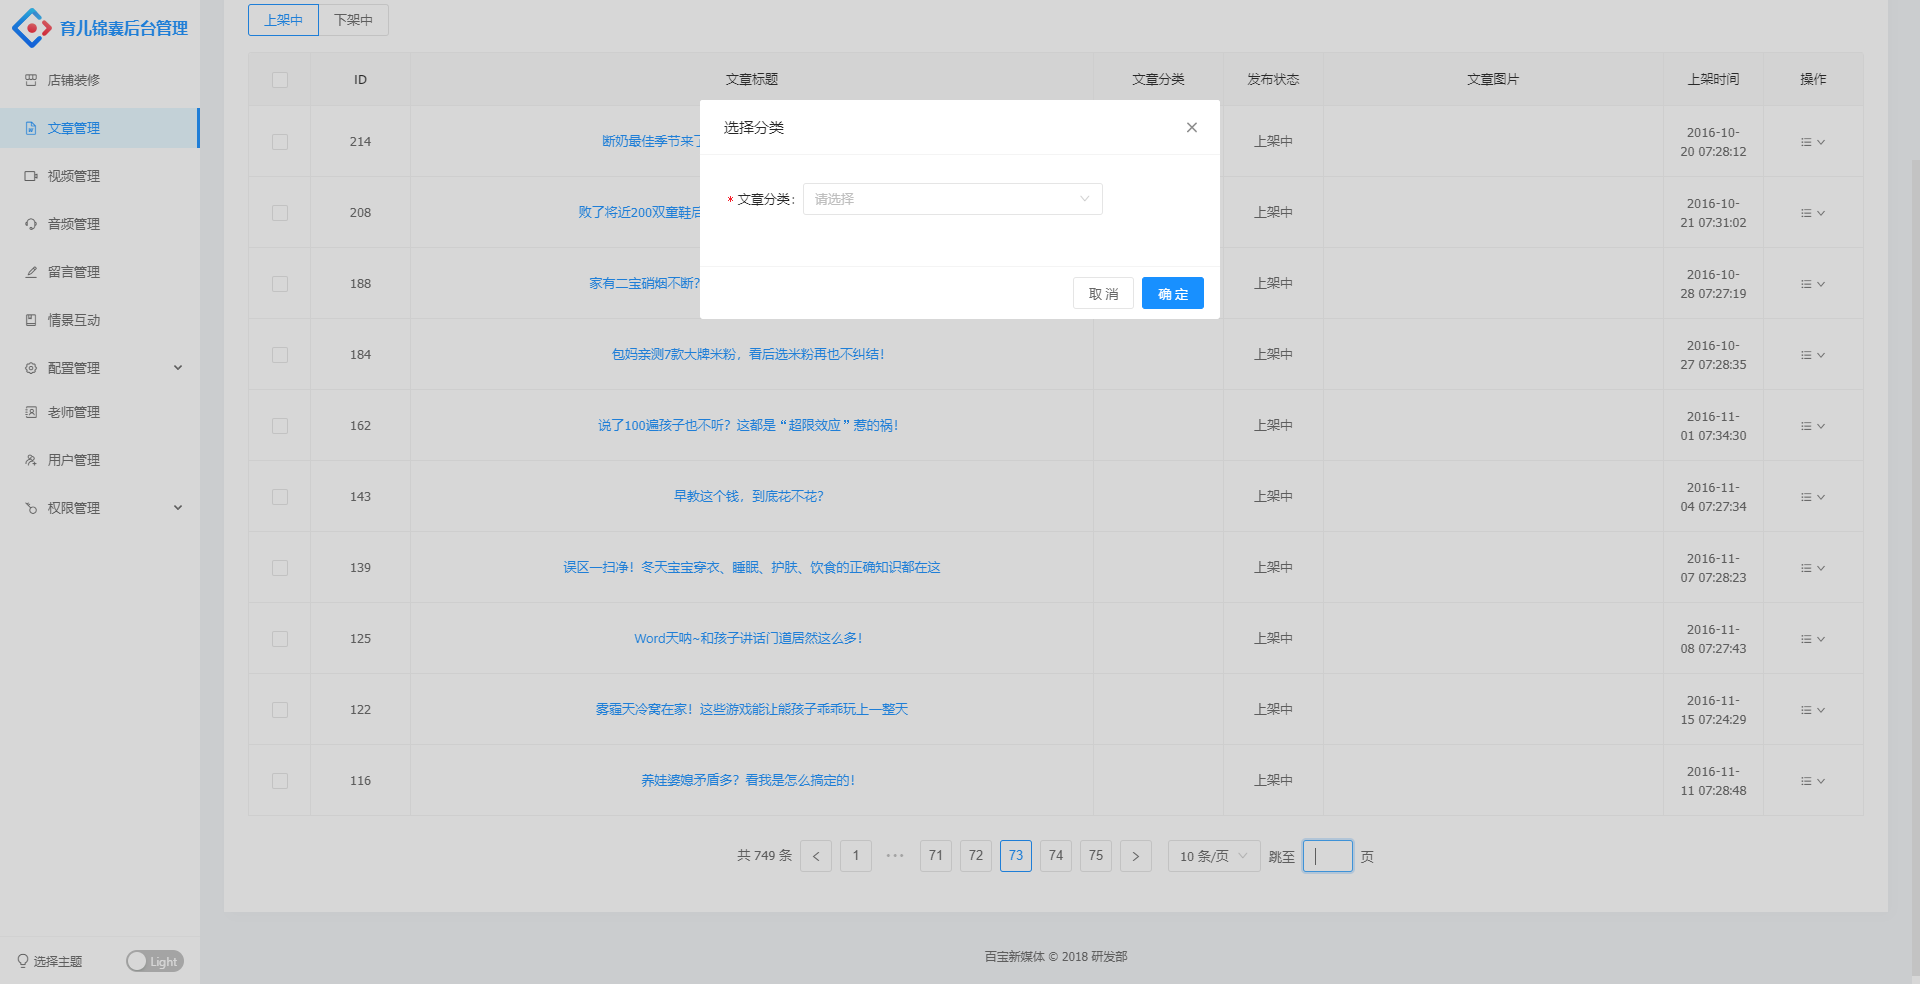 育儿锦囊后台管理
店铺装修
文章管理
视频管理
音频管理
留言管理
情景互动
配置管理
老师管理
用户管理
权限管理
选择主题 Light
上架中 下架中
ID 文章标题 文章分类 发布状态 文章图片 上架时间 操作
214 断奶最佳季节来了 上架中 2016-10-
20 07:28:12
208 败了将近200双童鞋后 上架中 2016-10-
21 07:31:02
188 家有二宝硝烟不断? 上架中 2016-10-
28 07:27:19
184 包妈亲测7款大牌米粉，看后选米粉再也不纠结！ 上架中 2016-10-
27 07:28:35
162 说了100遍孩子也不听？这都是“超限效应”惹的祸！ 上架中 2016-11-
01 07:34:30
143 早教这个钱，到底花不花？ 上架中 2016-11-
04 07:27:34
139 误区一扫净！冬天宝宝穿衣、睡眠、护肤、饮食的正确知识都在这 上架中 2016-11-
07 07:28:23
125 Word天呐~和孩子讲话门道居然这么多！ 上架中 2016-11-
08 07:27:43
122 雾霾天冷窝在家！这些游戏能让熊孩子乖乖玩上一整天 上架中 2016-11-
15 07:24:29
116 养娃婆媳矛盾多？看我是怎么搞定的！ 上架中 2016-11-
11 07:28:48
选择分类
* 文章分类： 请选择
取 消 确 定
共 749 条 < 1 ••• 71 72 73 74 75 > 10 条/页 跳至 页
百宝新媒体 © 2018 研发部